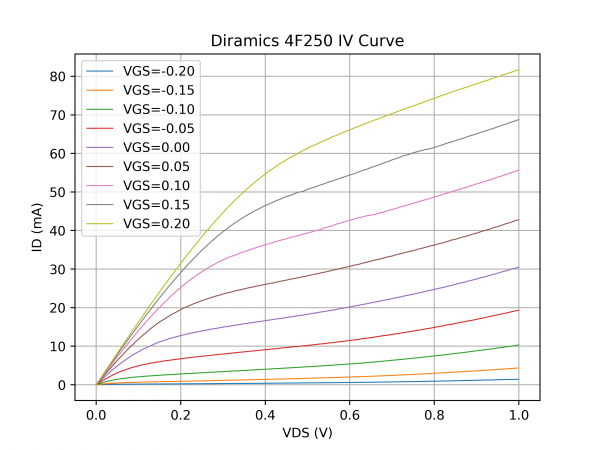 Diramics 4F250 IV Curve
VGS=-0.20
VGS=-0.15
VGS=-0.10
VGS=-0.05
VGS=0.00
VGS=0.05
VGS=0.10
VGS=0.15
VGS=0.20
80
70
60
50
40
30
20
10
0
ID (mA)
0.0 0.2 0.4 0.6 0.8 1.0
VDS (V)